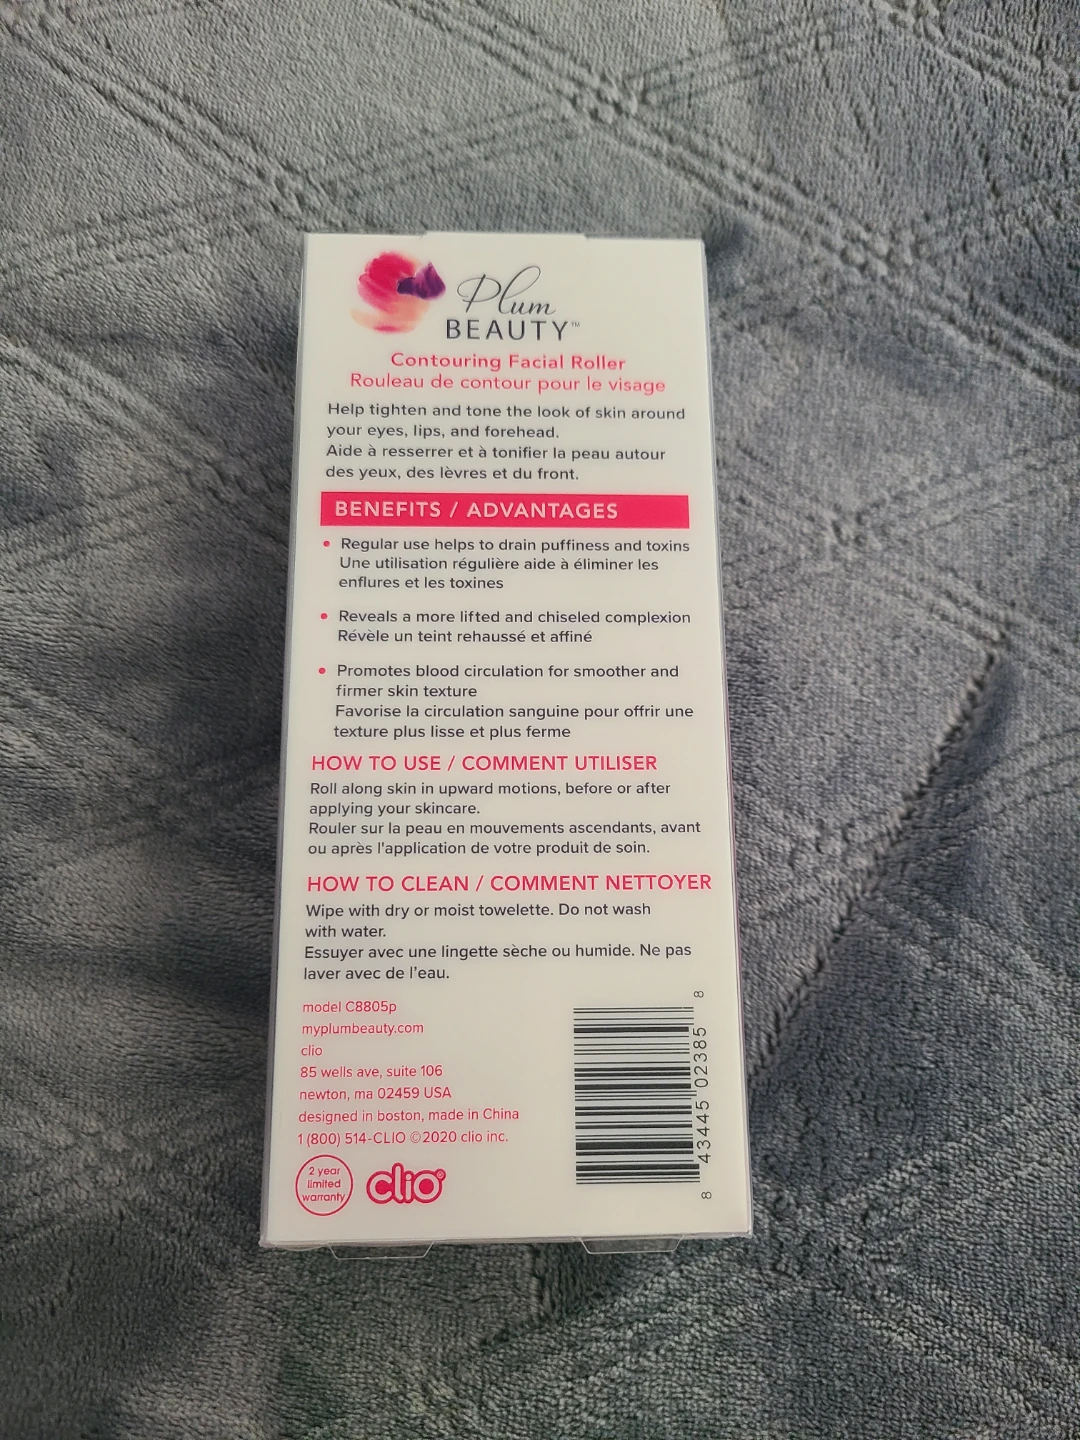 Plum
BEAUTY™
Contouring Facial Roller
Rouleau de contour pour le visage
Help tighten and tone the look of skin around
your eyes, lips, and forehead.
Aide à resserrer et à tonifier la peau autour
des yeux, des lèvres et du front.
BENEFITS / ADVANTAGES
• Regular use helps to drain puffiness and toxins
Une utilisation régulière aide à éliminer les
enflures et les toxines
• Reveals a more lifted and chiseled complexion
Révèle un teint rehaussé et affiné
• Promotes blood circulation for smoother and
firmer skin texture
Favorise la circulation sanguine pour offrir une
texture plus lisse et plus ferme
HOW TO USE / COMMENT UTILISER
Roll along skin in upward motions, before or after
applying your skincare.
Rouler sur la peau en mouvements ascendants, avant
ou après l'application de votre produit de soin.
HOW TO CLEAN / COMMENT NETTOYER
Wipe with dry or moist towelette. Do not wash
with water.
Essuyer avec une lingette sèche ou humide. Ne pas
laver avec de l'eau.
model C8805p
myplumbeauty.com
clio
85 wells ave, suite 106
newton, ma 02459 USA
designed in boston, made in China
1 (800) 514-CLIO ©2020 clio inc.
2 year
limited
warranty
clio®
8 43445 02385 8